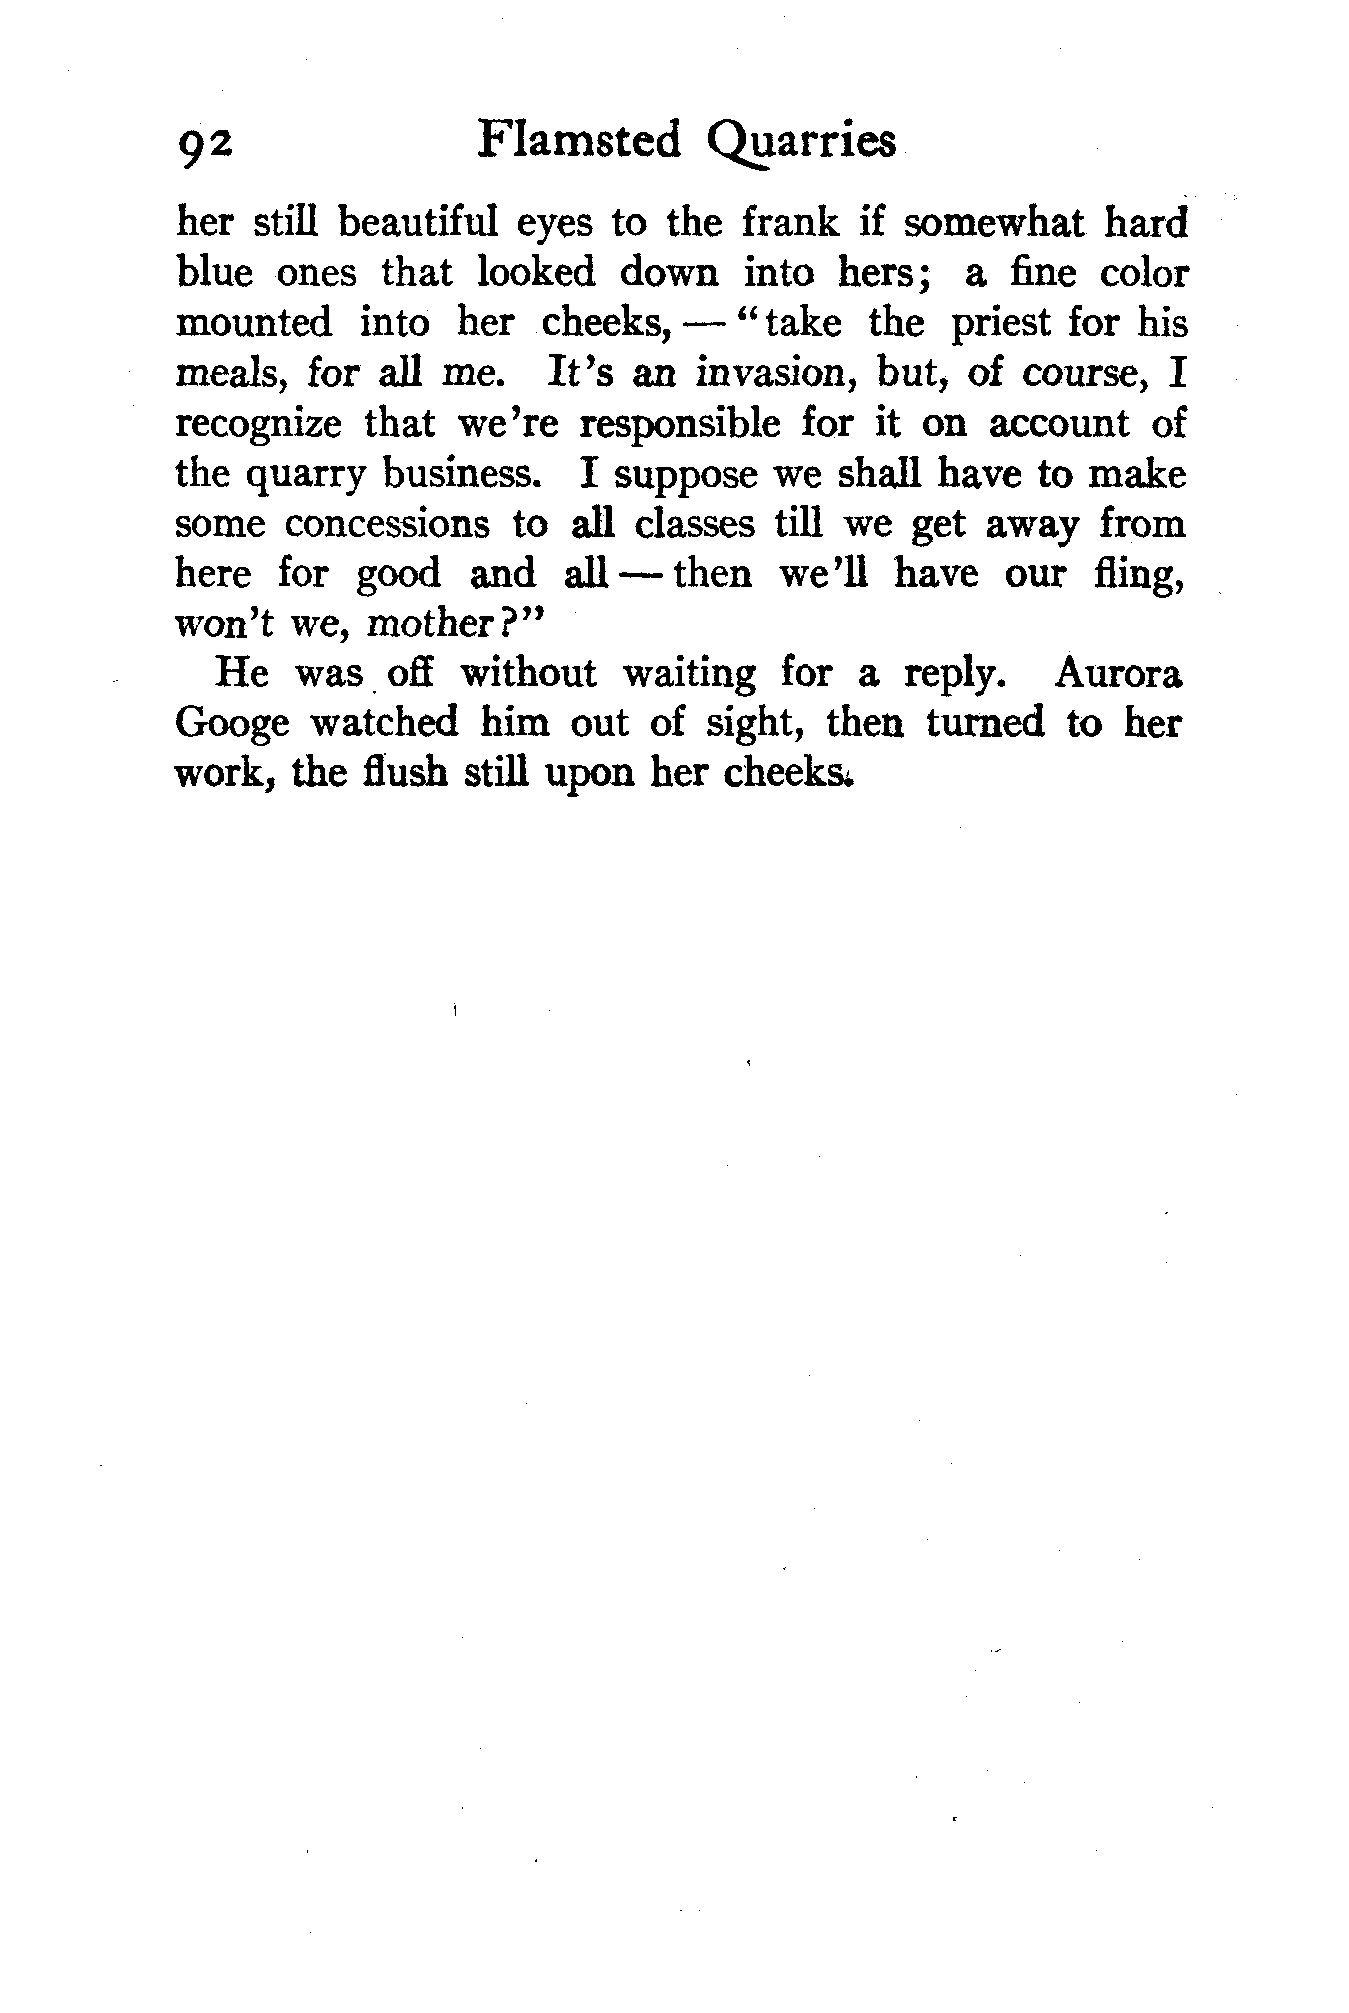 92 Flamsted Quarries
her still beautiful eyes to the frank if somewhat hard
blue ones that looked down into hers; a fine color
mounted into her cheeks, — "take the priest for his
meals, for all me. It's an invasion, but, of course, I
recognize that we're responsible for it on account of
the quarry business. I suppose we shall have to make
some concessions to all classes till we get away from
here for good and all — then we'll have our fling,
won't we, mother?"
He was off without waiting for a reply. Aurora
Googe watched him out of sight, then turned to her
work, the flush still upon her cheeks.